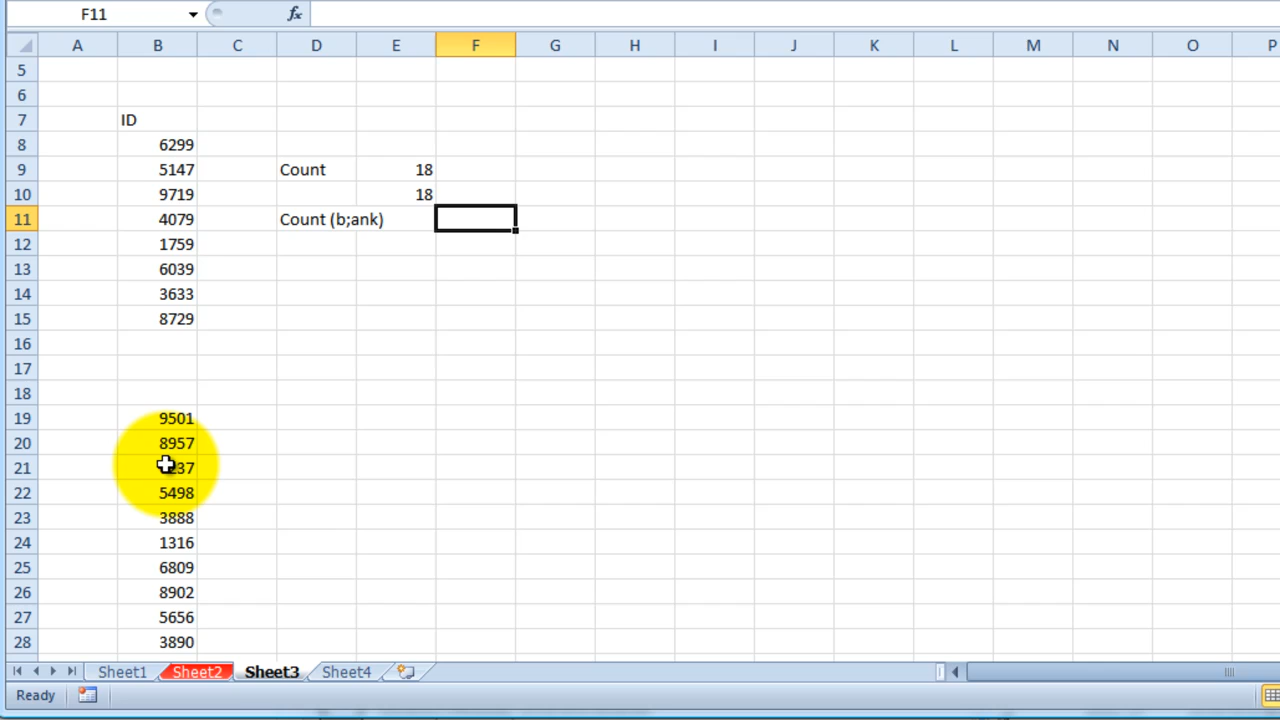 F11 fx
A B C D E F G H I J K L M N O P
5
6
7 ID
8 6299
9 5147 Count 18
10 9719 18
11 4079 Count (b;ank)
12 1759
13 6039
14 3633
15 8729
16
17
18
19 9501
20 8957
21 237
22 5498
23 3888
24 1316
25 6809
26 8902
27 5656
28 3890
Sheet1 Sheet2 Sheet3 Sheet4
Ready